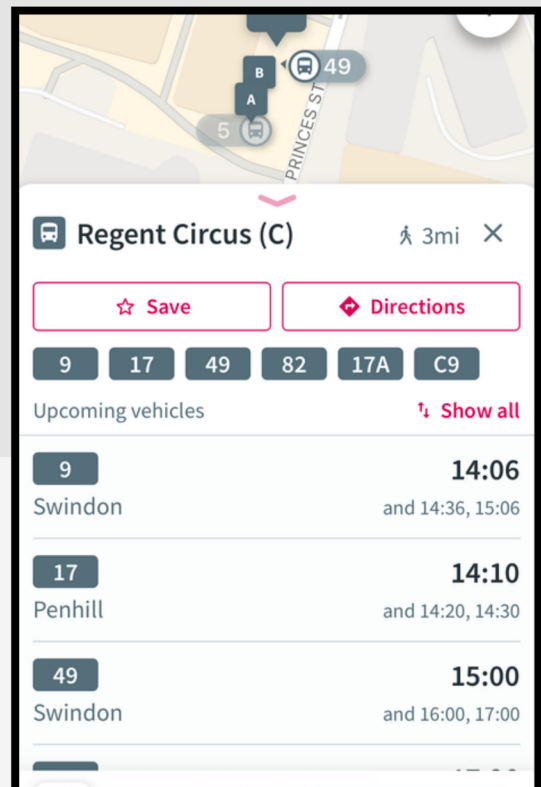 B
49
A
5
PRINCES ST
Regent Circus (C)
3mi
Save
Directions
9 17 49 82 17A C9
Upcoming vehicles
Show all
9
14:06
Swindon
and 14:36, 15:06
17
14:10
Penhill
and 14:20, 14:30
49
15:00
Swindon
and 16:00, 17:00